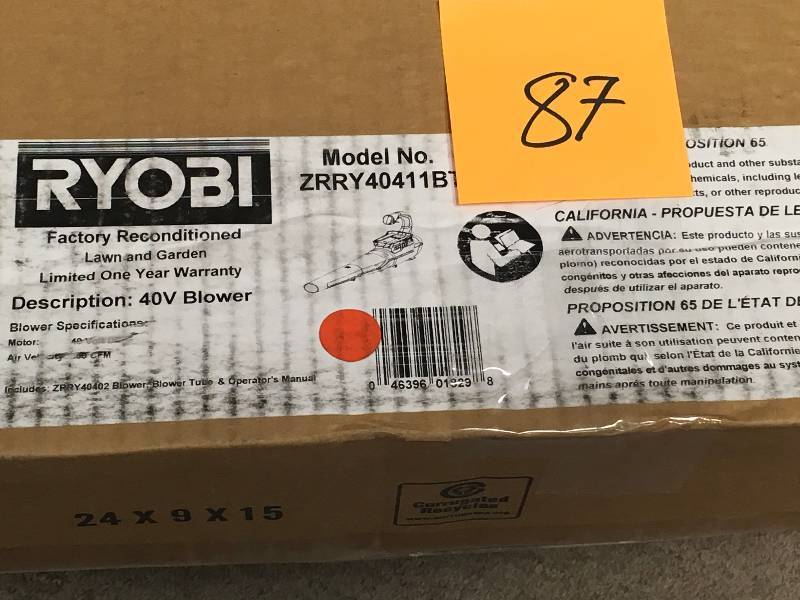 87
RYOBI
Factory Reconditioned
Lawn and Garden
Limited One Year Warranty
Description: 40V Blower
Blower Specifications:
Motor: 40
Air CFM
Includes: ZRRY40402 Blower, Blower Tube & Operator's Manual
Model No.
ZRRY40411BT
0 46396 01829 8
OSITION 65
duct and other substa
hemicals, including le
ts, or other reproduc
CALIFORNIA - PROPUESTA DE LE
ADVERTENCIA: Este producto y las sus
aerotransportadas por su uso pueden contene
plomo) reconocidas por el estado de Californi
congénitos y otras afecciones del aparato repro
después de utilizar el aparato.
PROPOSITION 65 DE L'ÉTAT DE
AVERTISSEMENT: Ce produit et
l'air suite à son utilisation peuvent conten
du plomb qui, selon l'État de la Californie
congénitales et d'autres dommages au sys
mains après toute manipulation.
24 X 9 X 15
Corrugated
Recycles